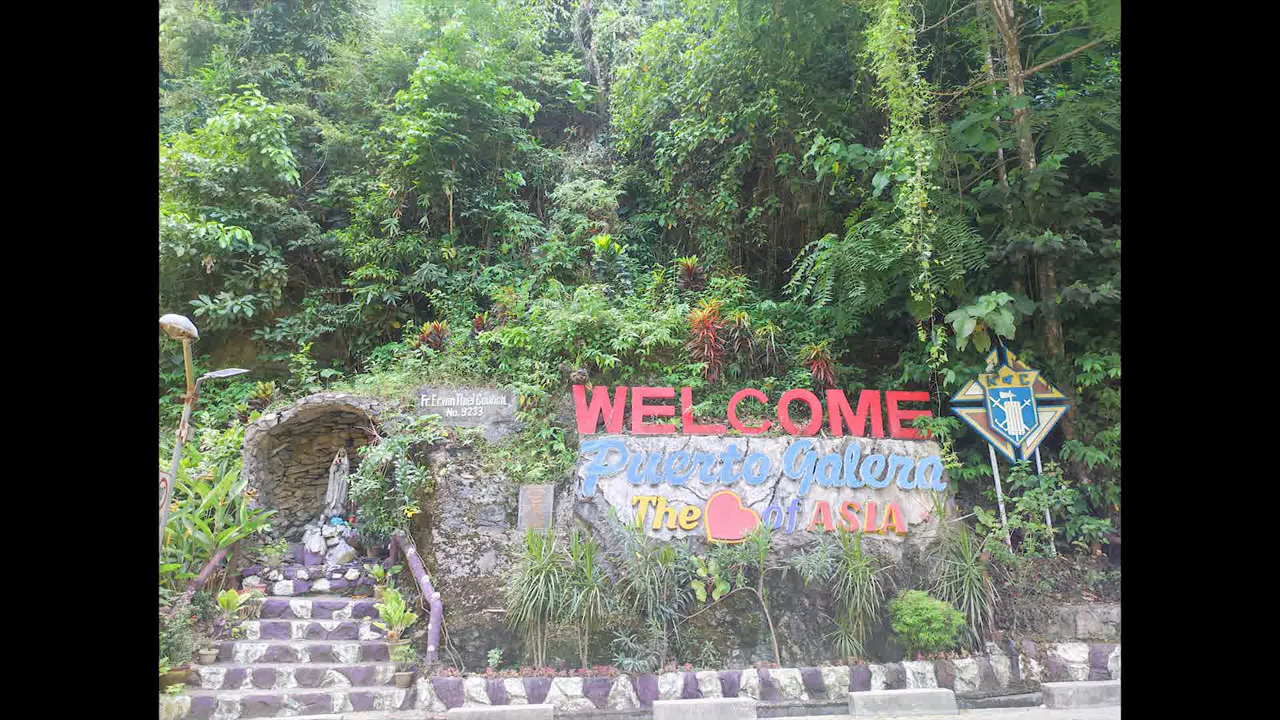 Fr. Erwin Thiel Council
No. 9233
WELCOME
Puerto Galera
The of ASIA
K C